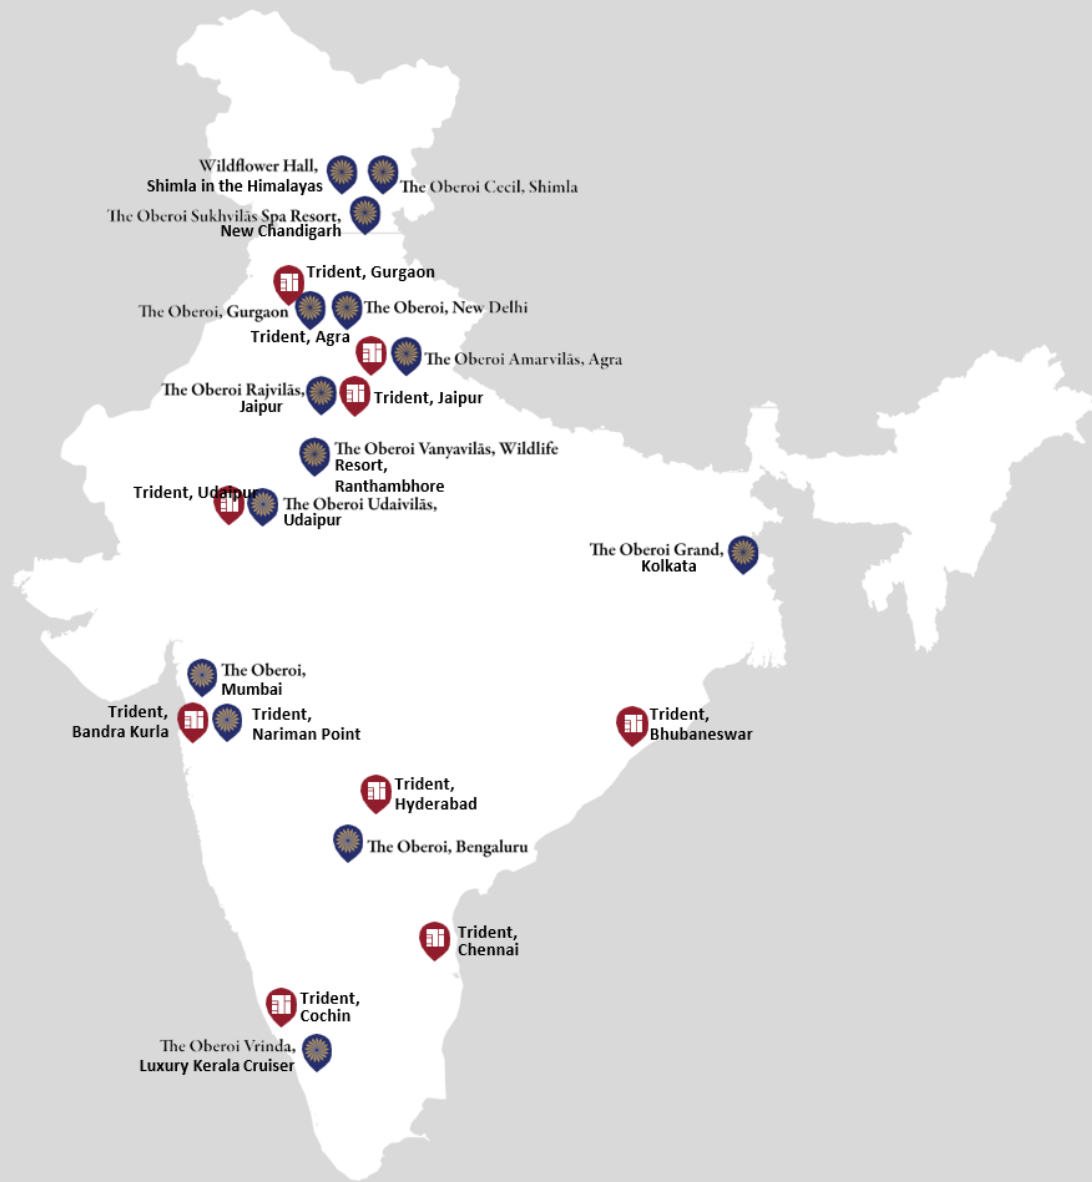 Wildflower Hall,
Shimla in the Himalayas
The Oberoi Cecil, Shimla
The Oberoi Sukhvilās Spa Resort,
New Chandigarh
Trident, Gurgaon
The Oberoi, Gurgaon
The Oberoi, New Delhi
Trident, Agra
The Oberoi Amarvilās, Agra
The Oberoi Rajvilās,
Jaipur
Trident, Jaipur
The Oberoi Vanyavilās, Wildlife
Resort,
Ranthambhore
Trident, Udaipur
The Oberoi Udaivilās,
Udaipur
The Oberoi Grand,
Kolkata
The Oberoi,
Mumbai
Trident,
Bandra Kurla
Trident,
Nariman Point
Trident,
Bhubaneswar
Trident,
Hyderabad
The Oberoi, Bengaluru
Trident,
Chennai
Trident,
Cochin
The Oberoi Vrinda,
Luxury Kerala Cruiser